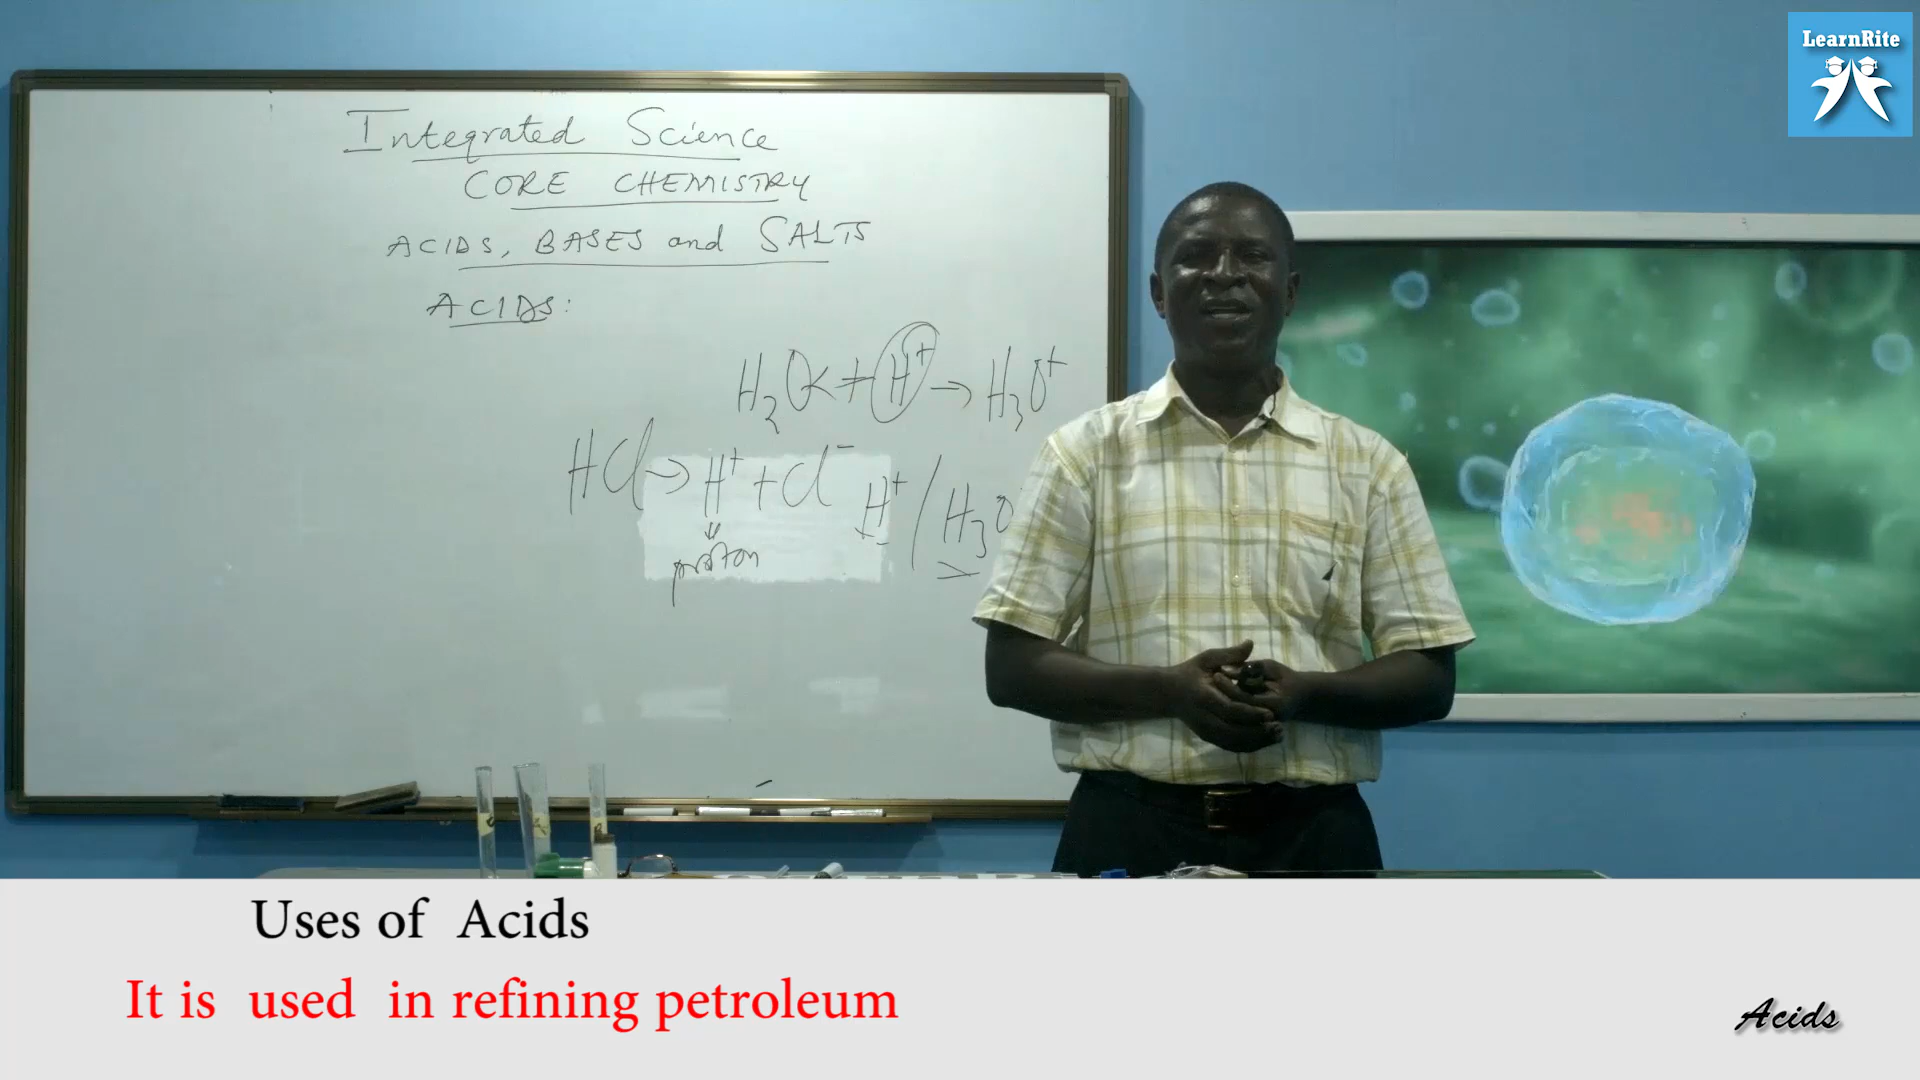 LearnRite
Integrated Science
CORE CHEMISTRY
ACIDS, BASES and SALTS
ACIDS:
H₂O + H⁺ → H₃O⁺
HCl → H⁺ + Cl⁻
H⁺ / H₃O
proton
Uses of Acids
It is used in refining petroleum
Acids